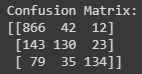 Confusion Matrix:
[[866  42  12]
 [143 130  23]
 [ 79  35 134]]